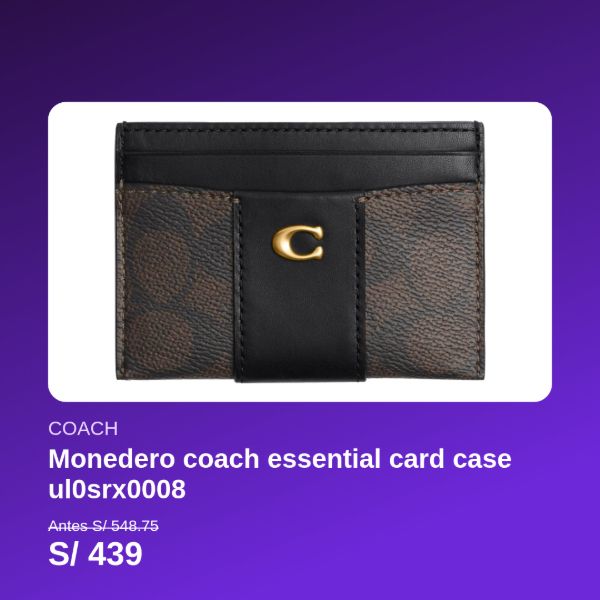 C
COACH
Monedero coach essential card case
ul0srx0008
Antes S/ 548.75
S/ 439